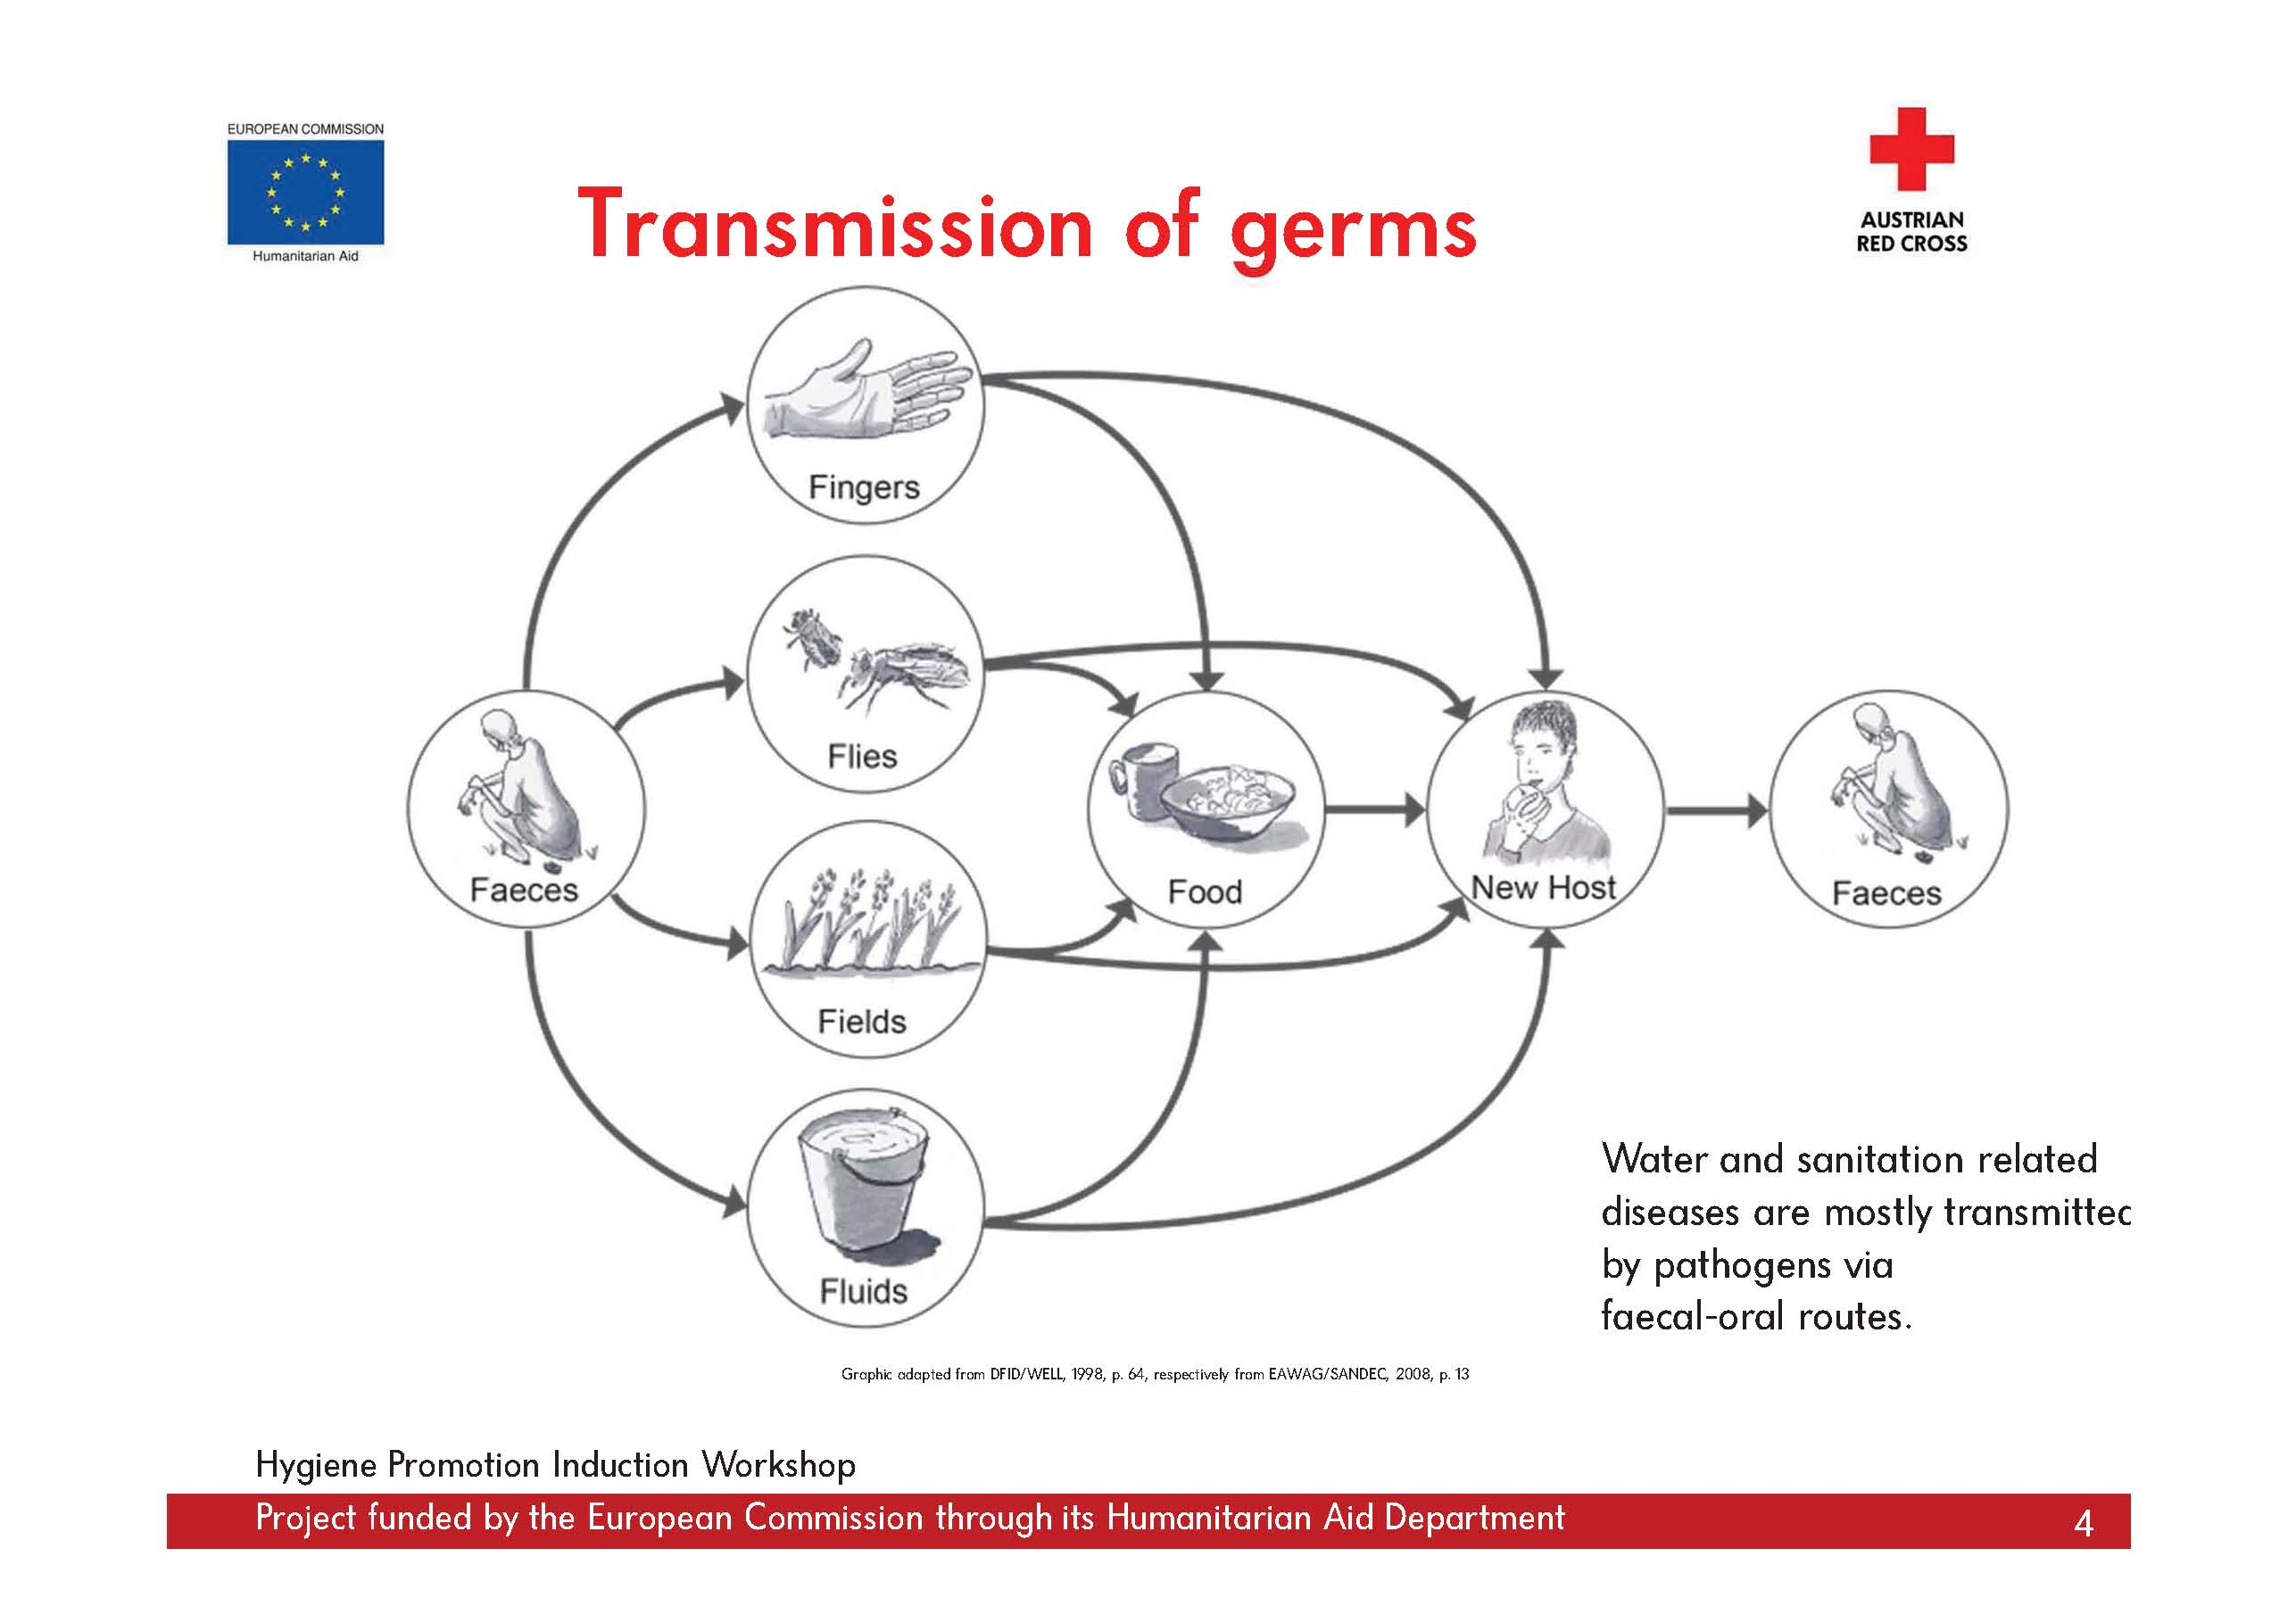 EUROPEAN COMMISSION
Humanitarian Aid
AUSTRIAN
RED CROSS
Transmission of germs
Fingers
Flies
Faeces
Food
New Host
Faeces
Fields
Fluids
Water and sanitation related
diseases are mostly transmittec
by pathogens via
faecal-oral routes.
Graphic adapted from DFID/WELL, 1998, p. 64, respectively from EAWAG/SANDEC, 2008, p. 13
Hygiene Promotion Induction Workshop
Project funded by the European Commission through its Humanitarian Aid Department
4